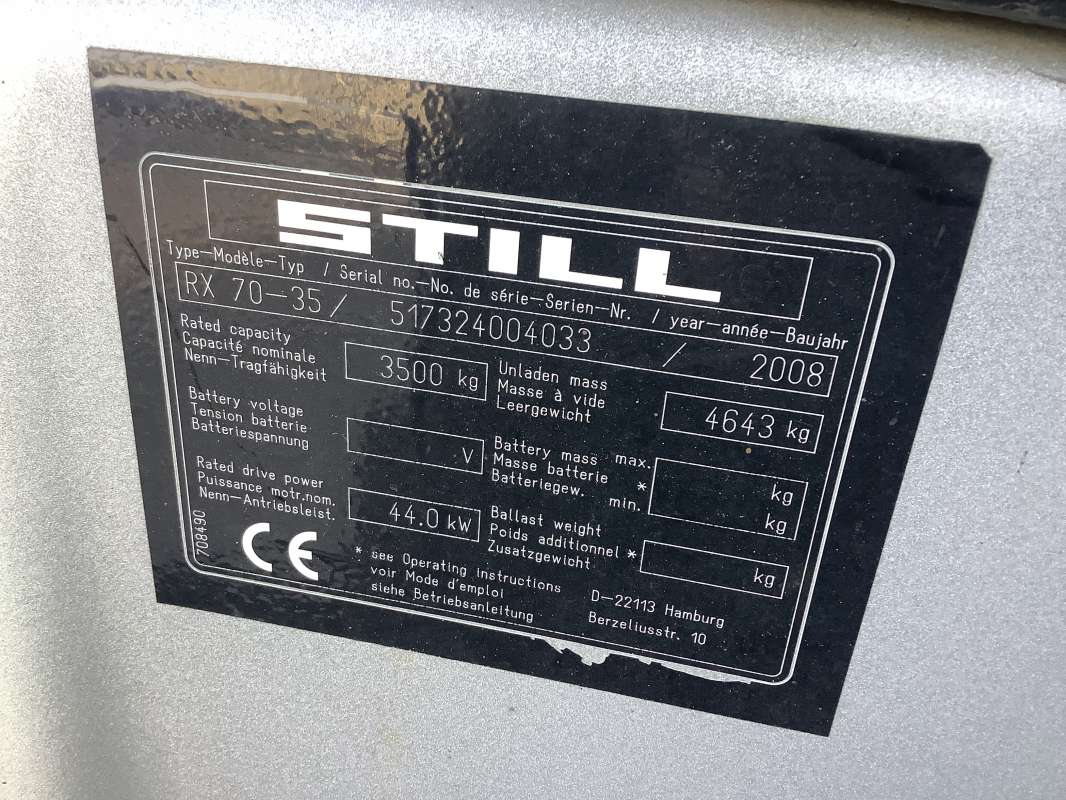 STILL
Type–Modèle–Typ / Serial no.–No. de série–Serien–Nr. / year–année–Baujahr
RX 70–35 / 517324004033 / 2008
Rated capacity
Capacité nominale
Nenn–Tragfähigkeit
3500 kg
Unladen mass
Masse à vide
Leergewicht
4643 kg
Battery voltage
Tension batterie
Batteriespannung
V
Battery mass max.
Masse batterie *
Batteriegew. min.
kg
kg
Rated drive power
Puissance motr.nom.
Nenn–Antriebsleist.
44.0 kW
Ballast weight
Poids additionnel *
Zusatzgewicht
kg
708490
CE
* see Operating instructions
voir Mode d'emploi
siehe Betriebsanleitung
D–22113 Hamburg
Berzeliusstr. 10